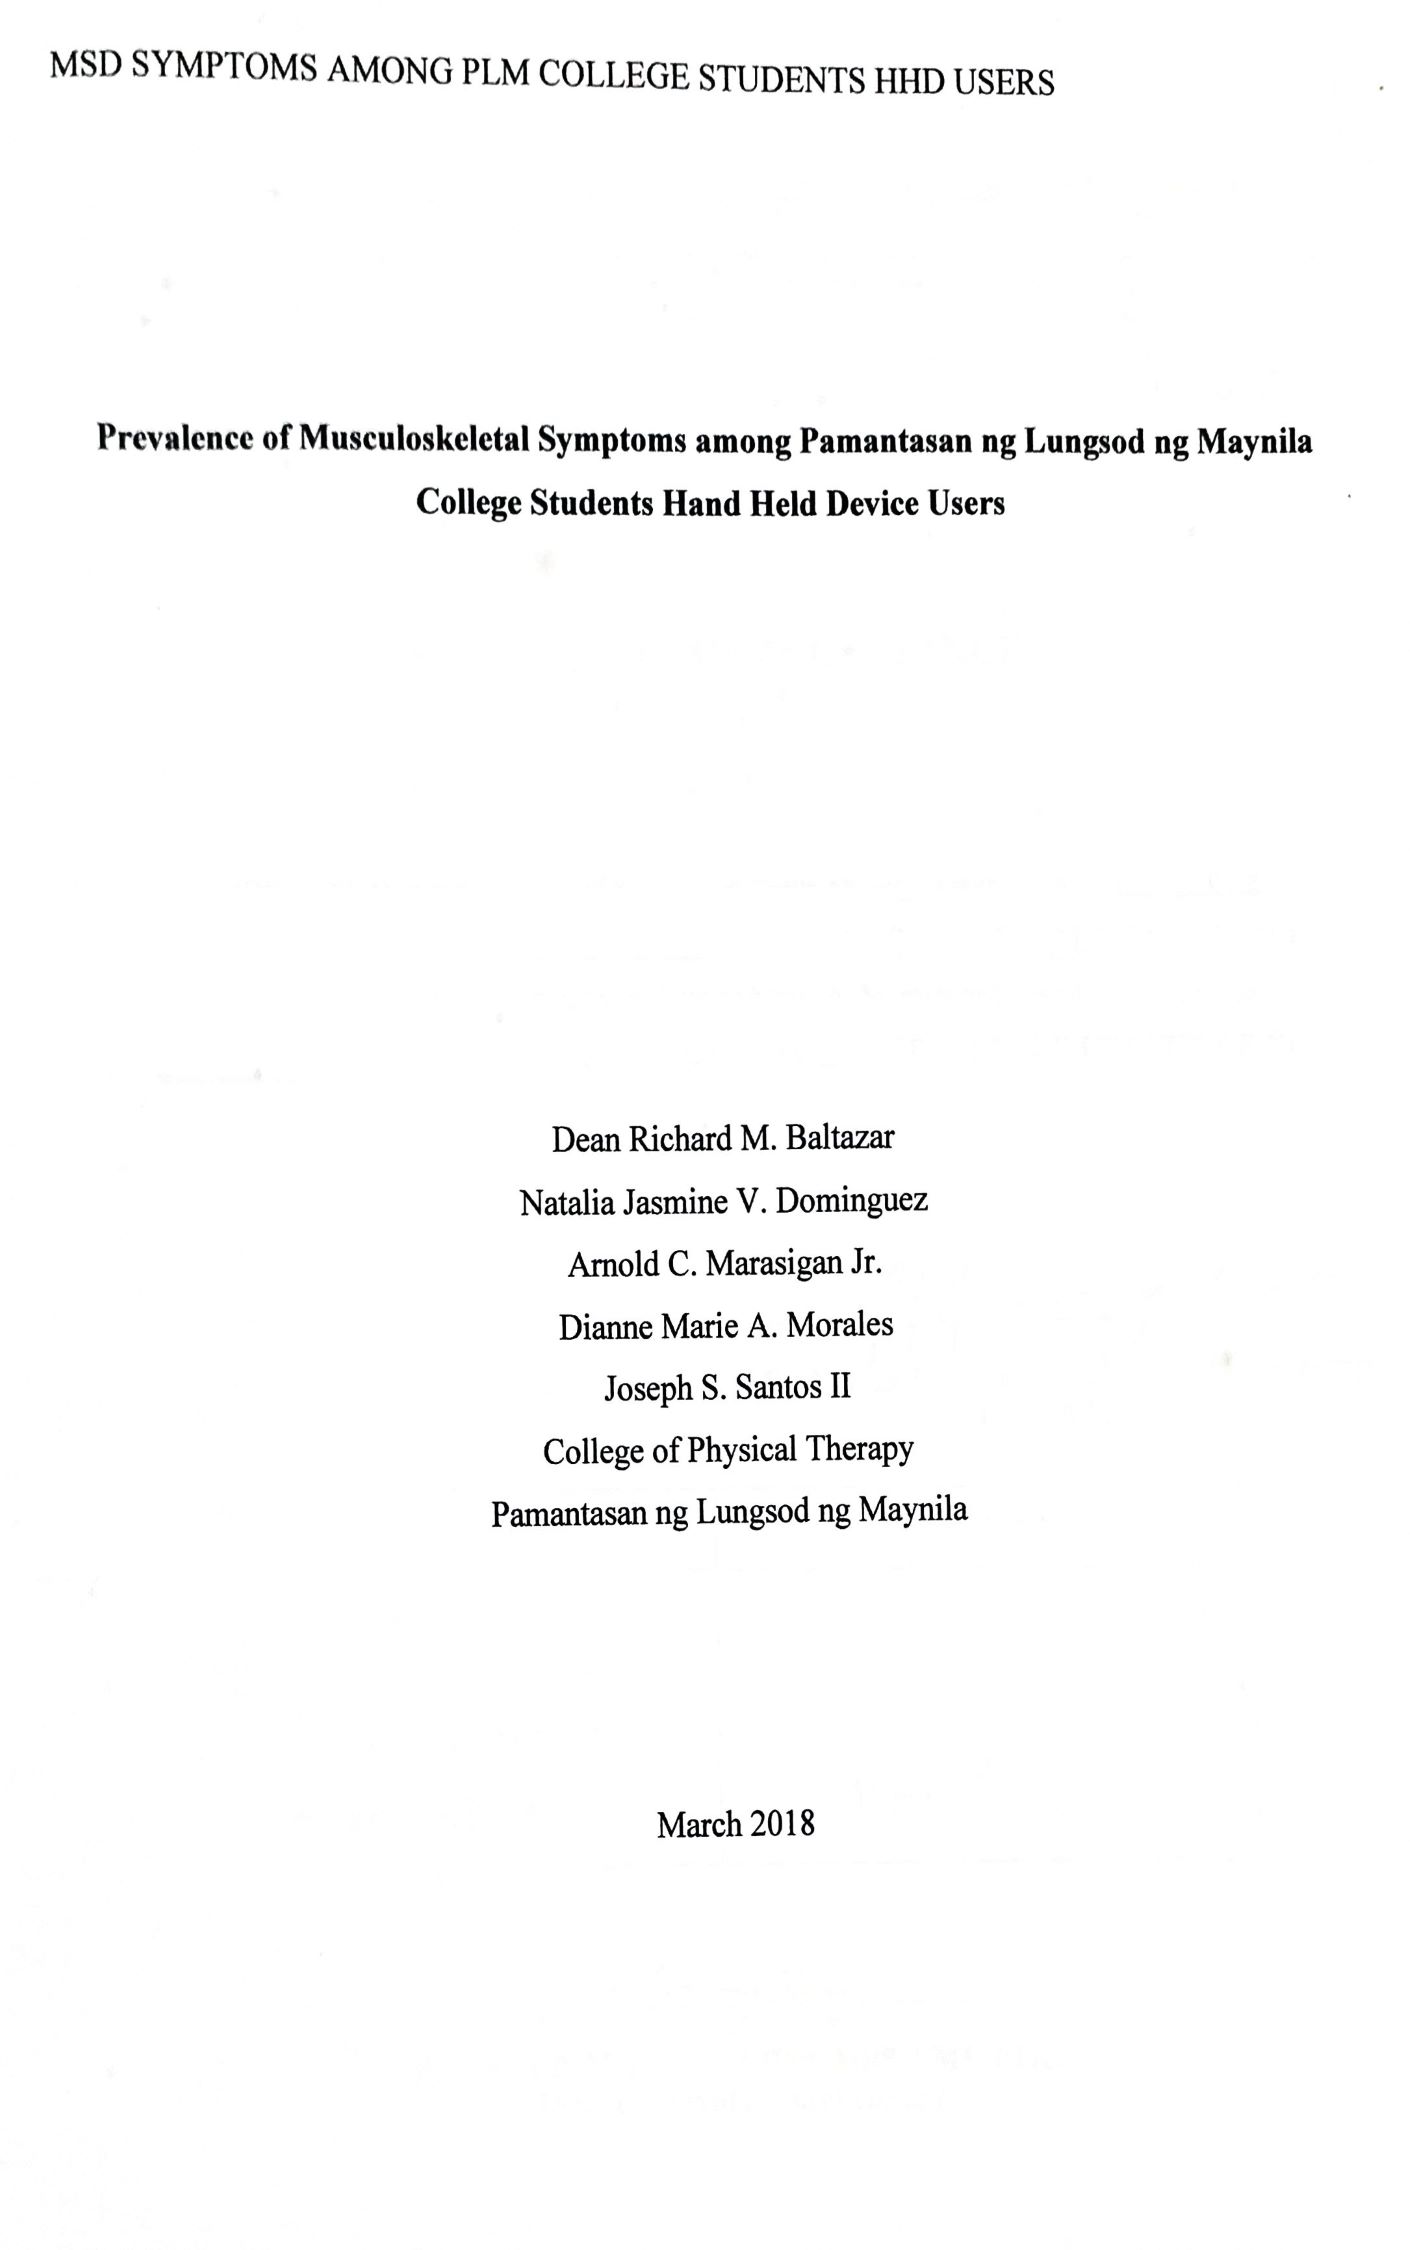 MSD SYMPTOMS AMONG PLM COLLEGE STUDENTS HHD USERS
Prevalence of Musculoskeletal Symptoms among Pamantasan ng Lungsod ng Maynila
College Students Hand Held Device Users
Dean Richard M. Baltazar
Natalia Jasmine V. Dominguez
Arnold C. Marasigan Jr.
Dianne Marie A. Morales
Joseph S. Santos II
College of Physical Therapy
Pamantasan ng Lungsod ng Maynila
March 2018